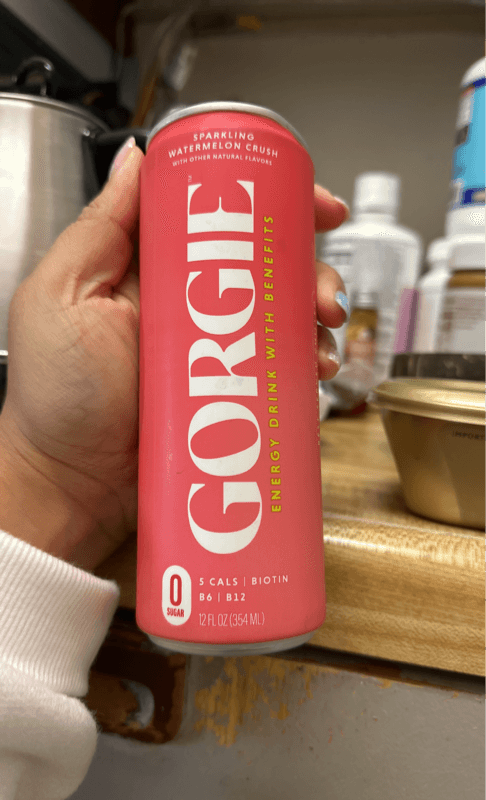 SPARKLING
WATERMELON CRUSH
WITH OTHER NATURAL FLAVORS
GORGIE
ENERGY DRINK WITH BENEFITS
0
SUGAR
5 CALS | BIOTIN
B6 | B12
12 FL OZ (354 ML)